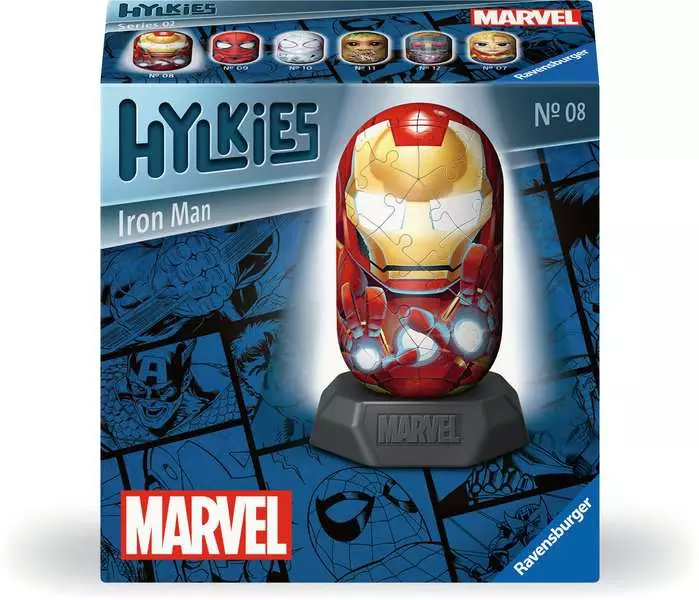 HYLKIES
Series 02
MARVEL
Nº 08
Nº 09
Nº 10
Nº 11
Nº 12
Nº 07
Ravensburger
HYLKIES
Nº 08
Iron Man
MARVEL
MARVEL
Ravensburger